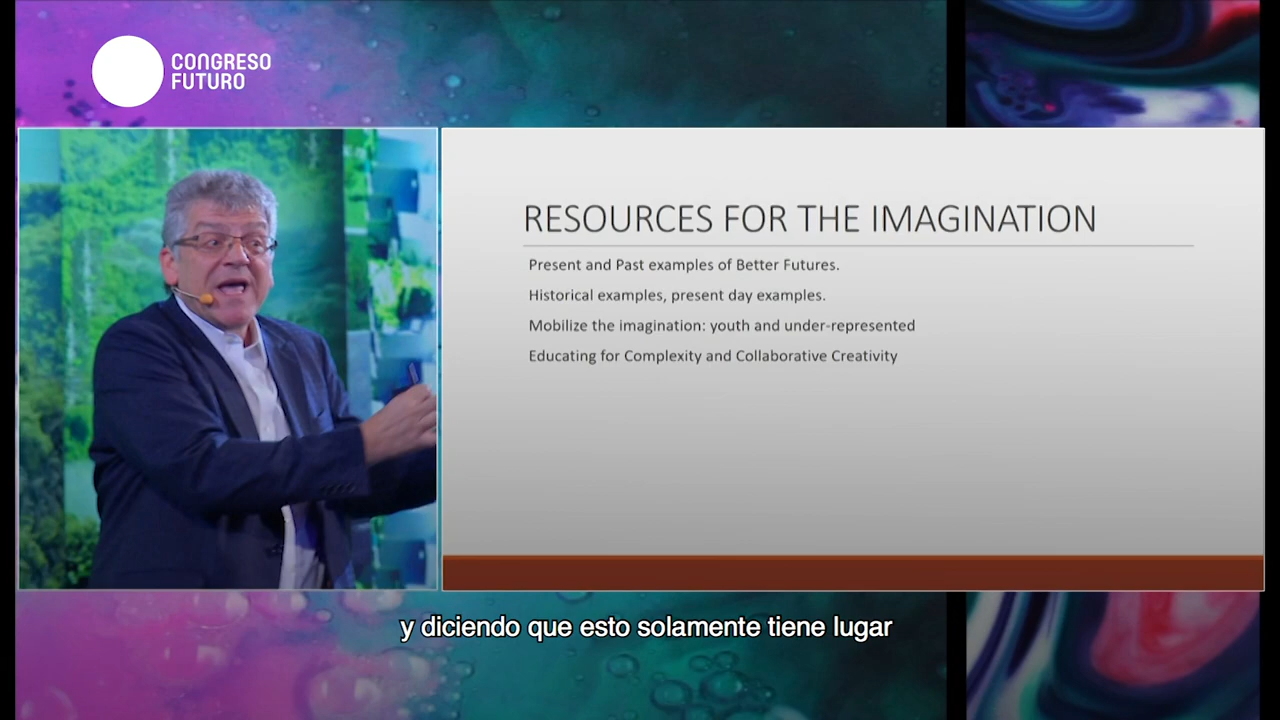 CONGRESO
FUTURO
RESOURCES FOR THE IMAGINATION
Present and Past examples of Better Futures.
Historical examples, present day examples.
Mobilize the imagination: youth and under-represented
Educating for Complexity and Collaborative Creativity
y diciendo que esto solamente tiene lugar